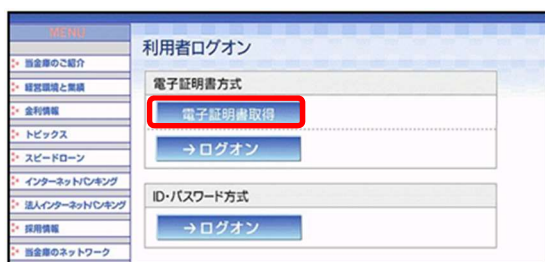 MENU
当金庫のご紹介
経営環境と業績
金利情報
トピックス
スピードローン
インターネットバンキング
法人インターネットバンキング
採用情報
当金庫のネットワーク
利用者ログオン
電子証明書方式
電子証明書取得
→ログオン
ID・パスワード方式
→ログオン